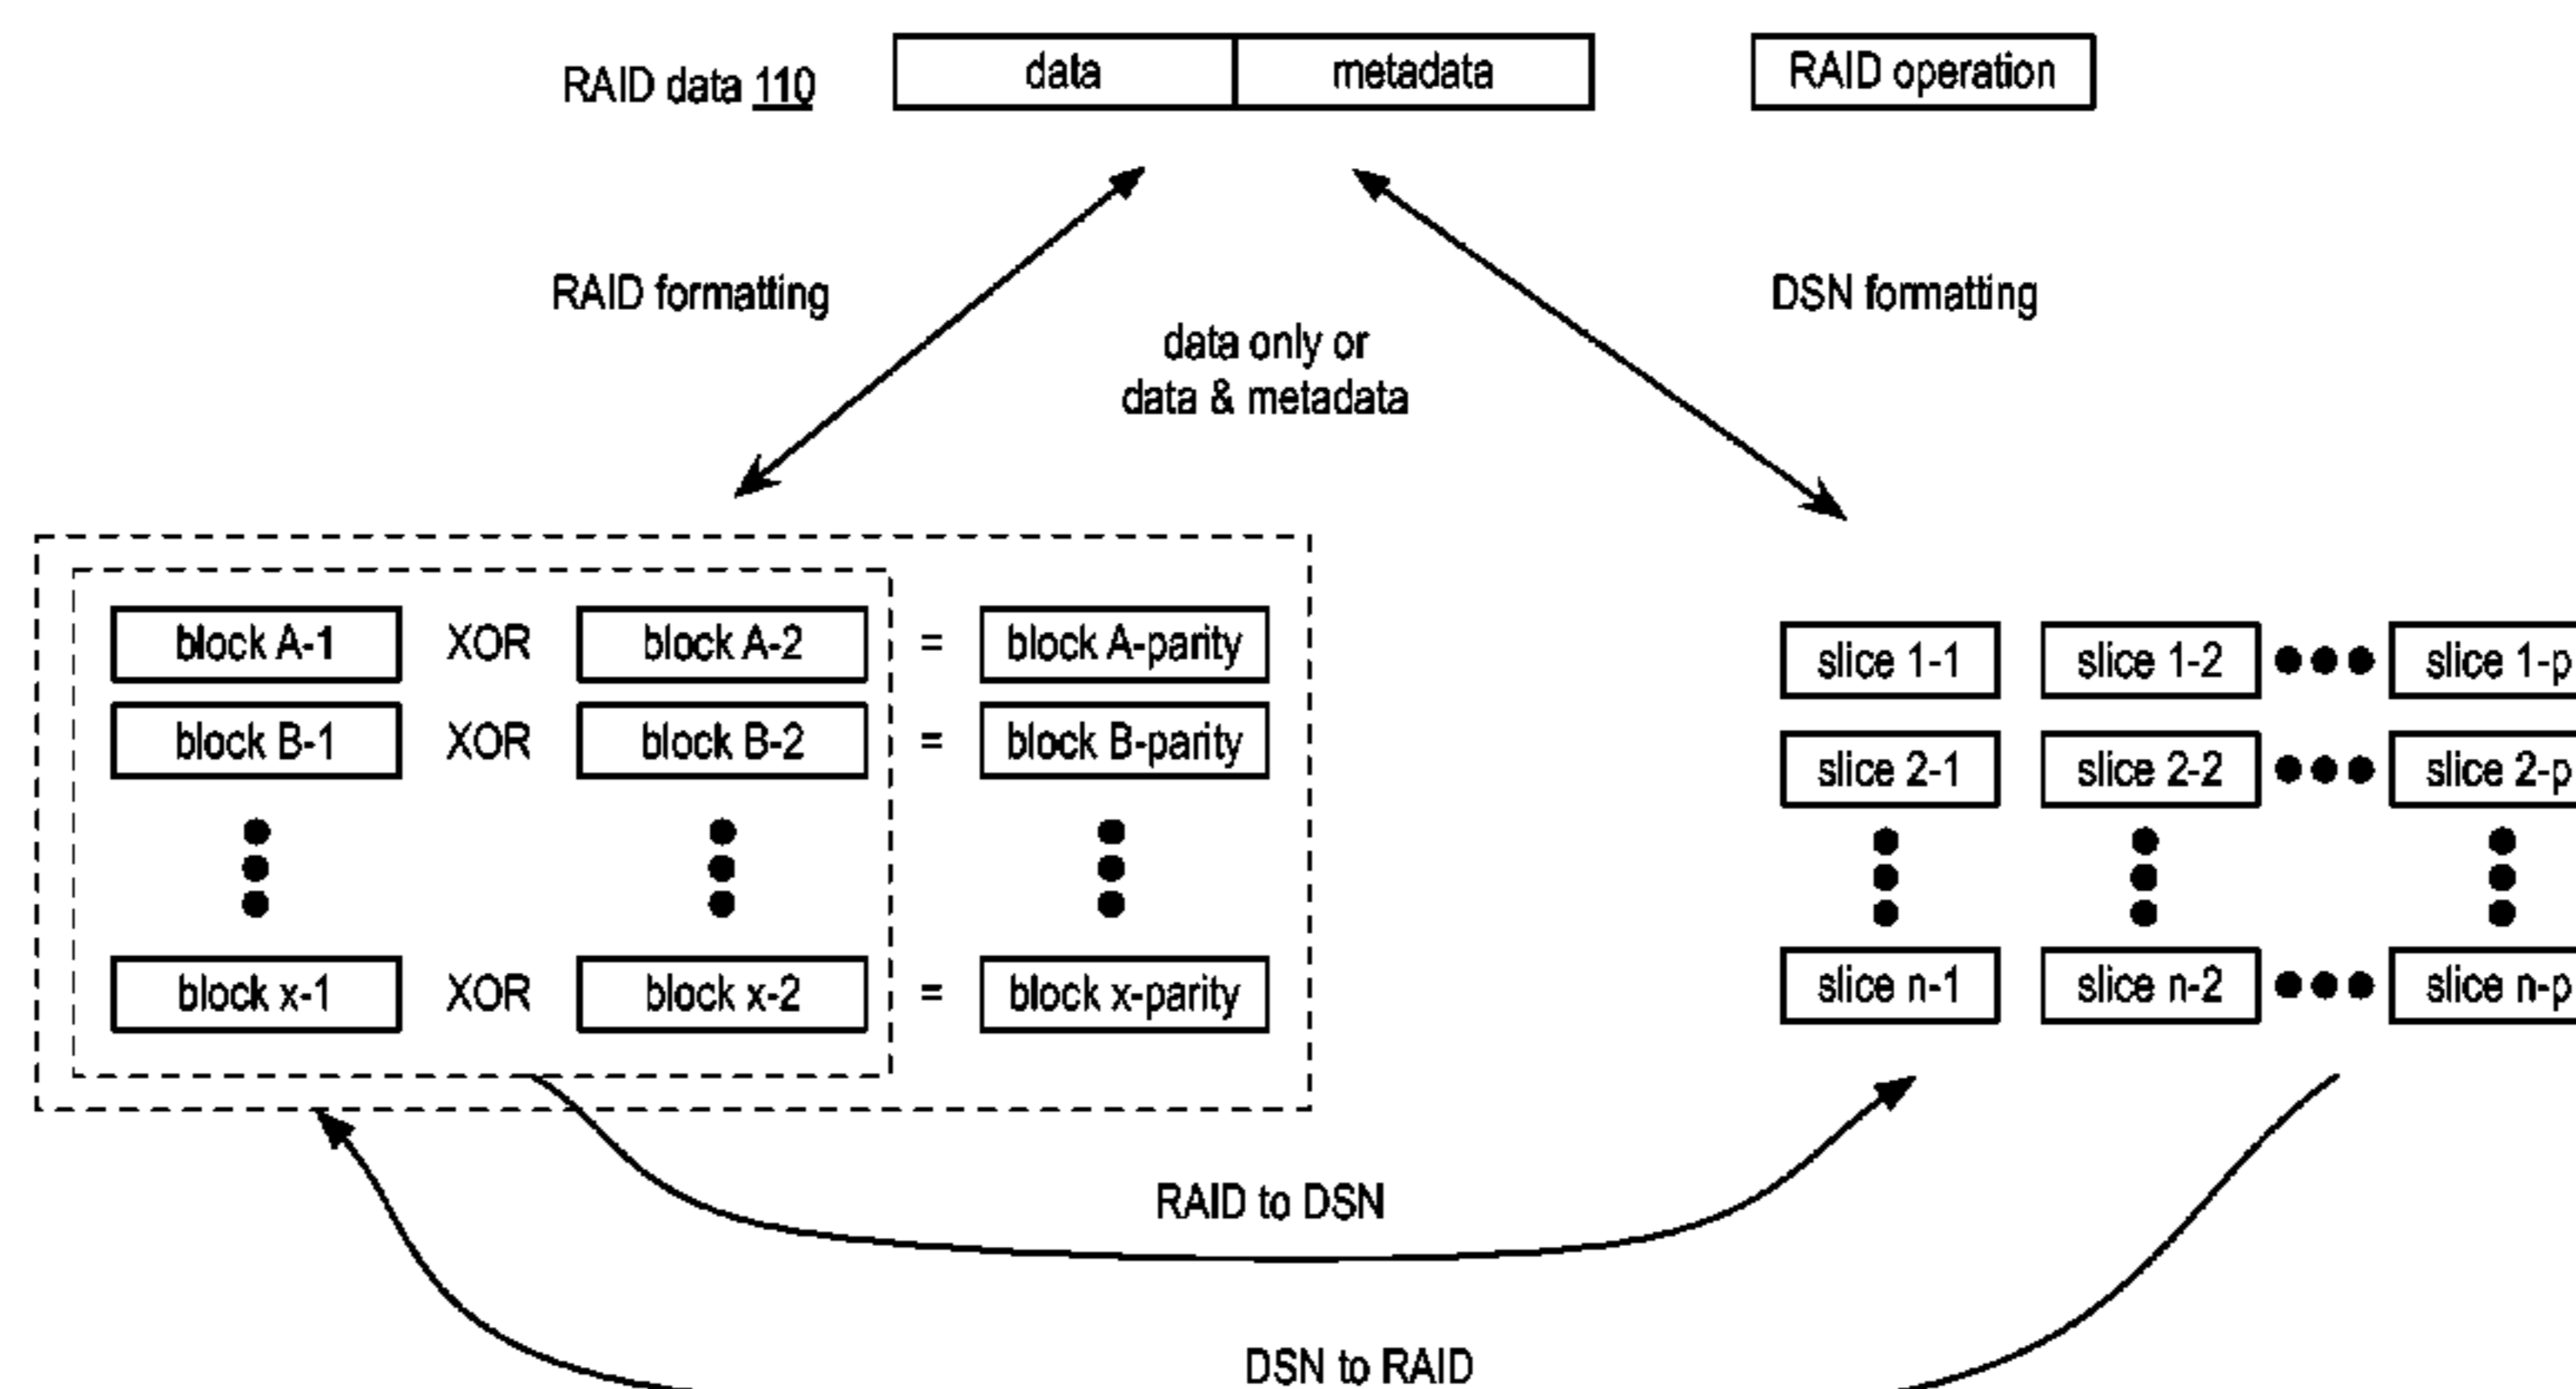 RAID data 110 data metadata RAID operation
RAID formatting
DSN formatting
data only or
data & metadata
block A-1 XOR block A-2 = block A-parity
block B-1 XOR block B-2 = block B-parity
block x-1 XOR block x-2 = block x-parity
slice 1-1 slice 1-2 slice 1-p
slice 2-1 slice 2-2 slice 2-p
slice n-1 slice n-2 slice n-p
RAID to DSN
DSN to RAID